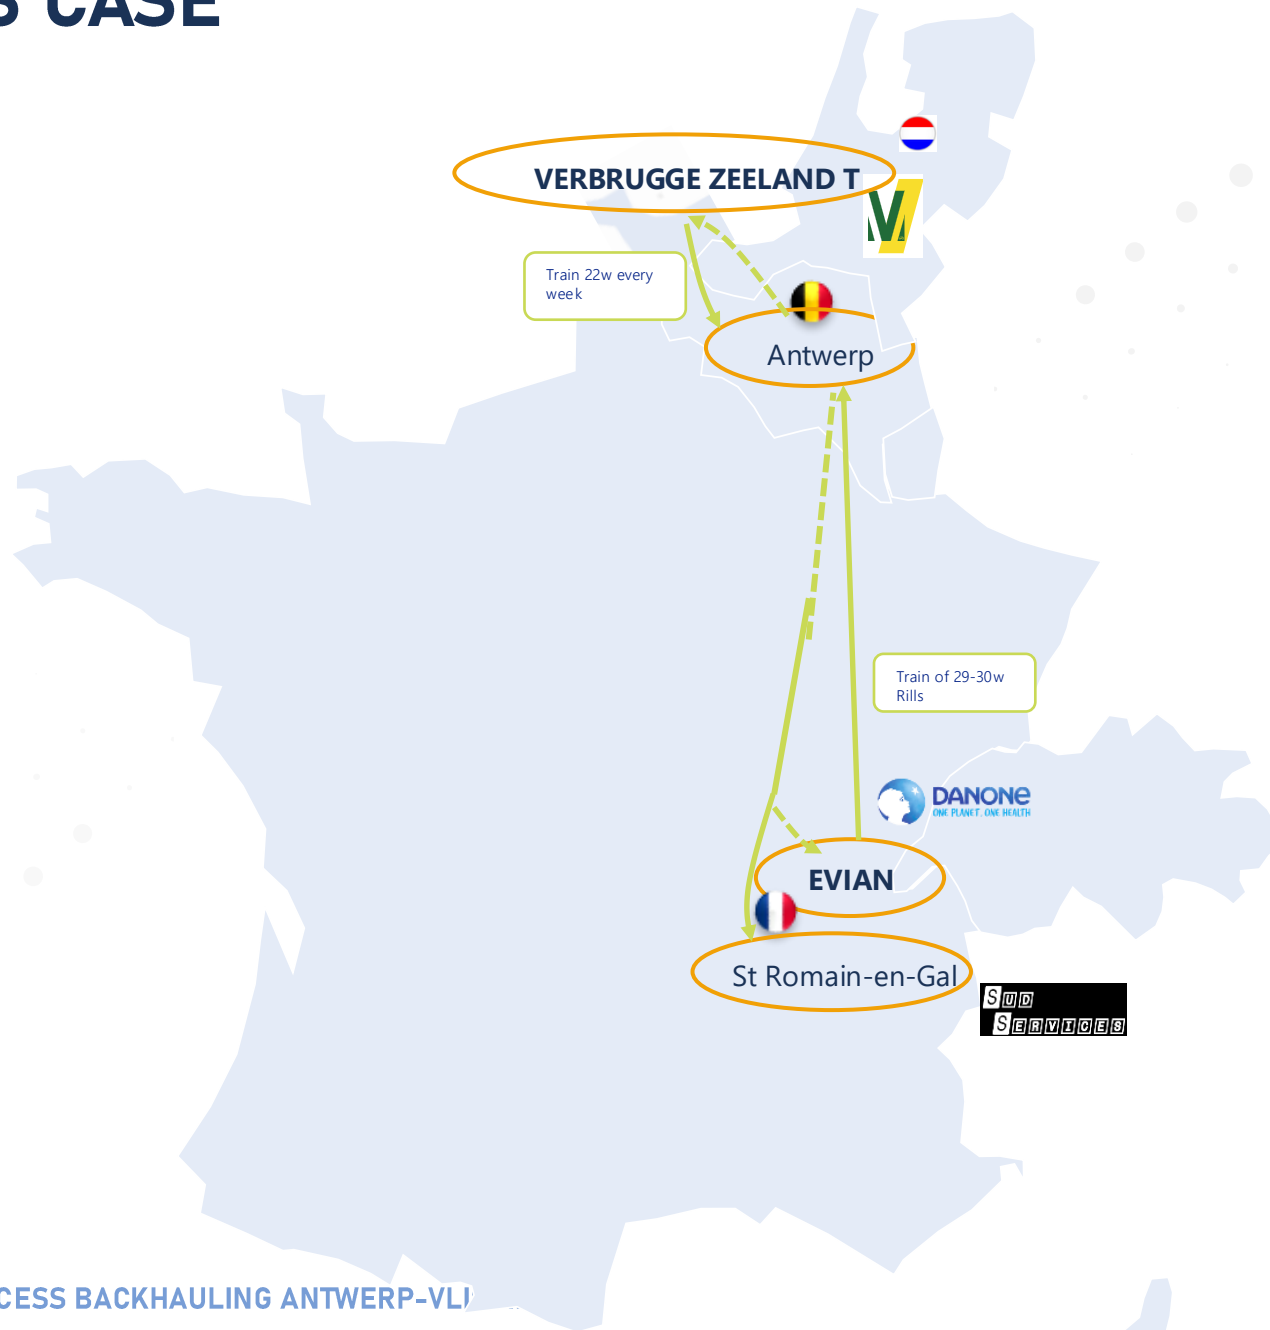 S CASE
VERBRUGGE ZEELAND T
Train 22w every
week
Antwerp
Train of 29-30w
Rills
DANONE
ONE PLANET. ONE HEALTH
EVIAN
St Romain-en-Gal
SUD
SERVICES
CESS BACKHAULING ANTWERP-VLI